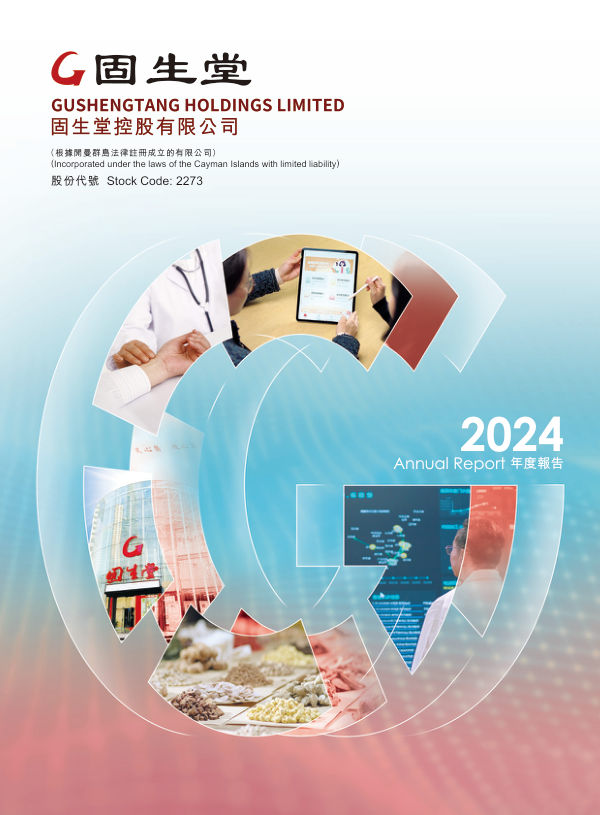 固生堂
GUSHENGTANG HOLDINGS LIMITED
固生堂控股有限公司
(根據開曼群島法律註冊成立的有限公司)
(Incorporated under the laws of the Cayman Islands with limited liability)
股份代號 Stock Code: 2273
2024
Annual Report 年度報告
固生堂